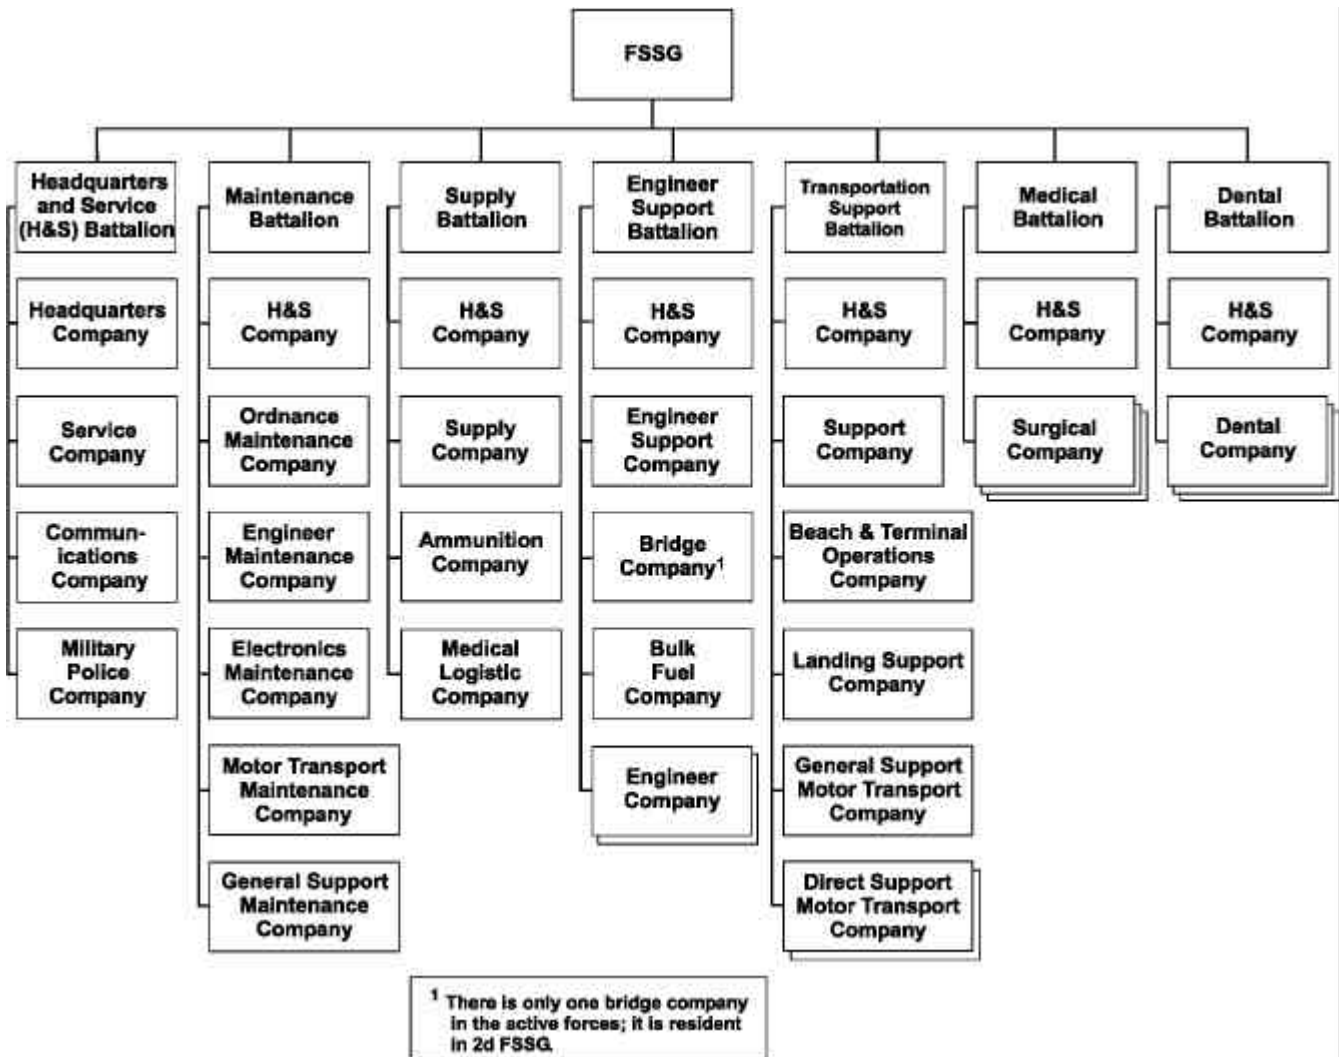 FSSG
Headquarters
and Service
(H&S) Battalion
Headquarters
Company
Service
Company
Commun-
ications
Company
Military
Police
Company
Maintenance
Battalion
H&S
Company
Ordnance
Maintenance
Company
Engineer
Maintenance
Company
Electronics
Maintenance
Company
Motor Transport
Maintenance
Company
General Support
Maintenance
Company
Supply
Battalion
H&S
Company
Supply
Company
Ammunition
Company
Medical
Logistic
Company
Engineer
Support
Battalion
H&S
Company
Engineer
Support
Company
Bridge
Company¹
Bulk
Fuel
Company
Engineer
Company
Transportation
Support
Battalion
H&S
Company
Support
Company
Beach & Terminal
Operations
Company
Landing Support
Company
General Support
Motor Transport
Company
Direct Support
Motor Transport
Company
Medical
Battalion
H&S
Company
Surgical
Company
Dental
Battalion
H&S
Company
Dental
Company
¹ There is only one bridge company
in the active forces; it is resident
in 2d FSSG.